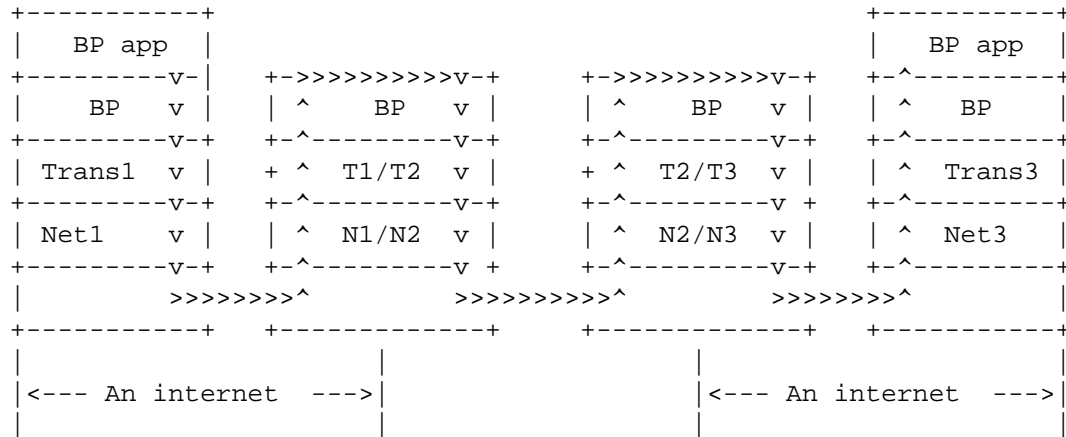 +-----------+                                         +-----------+
|   BP app  |                                         |   BP app  |
+---------v-|   +->>>>>>>>>>v-+     +->>>>>>>>>>v-+   +-^---------+
|    BP   v |   | ^    BP   v |     | ^    BP   v |   | ^   BP    |
+---------v-+   +-^---------v-+     +-^---------v-+   +-^---------+
| Trans1  v |   + ^  T1/T2  v |     + ^  T2/T3  v |   | ^  Trans3 |
+---------v-+   +-^---------v-+     +-^---------v +   +-^---------+
| Net1    v |   | ^  N1/N2  v |     | ^  N2/N3  v |   | ^  Net3   |
+---------v-+   +-^---------v +     +-^---------v-+   +-^---------+
|         >>>>>>>>^         >>>>>>>>>>^         >>>>>>>>^         |
+-----------+   +-------------+     +-------------+   +-----------+
|                      |                   |                      |
|<--- An internet  --->|                   |<--- An internet  --->|
|                      |                   |                      |